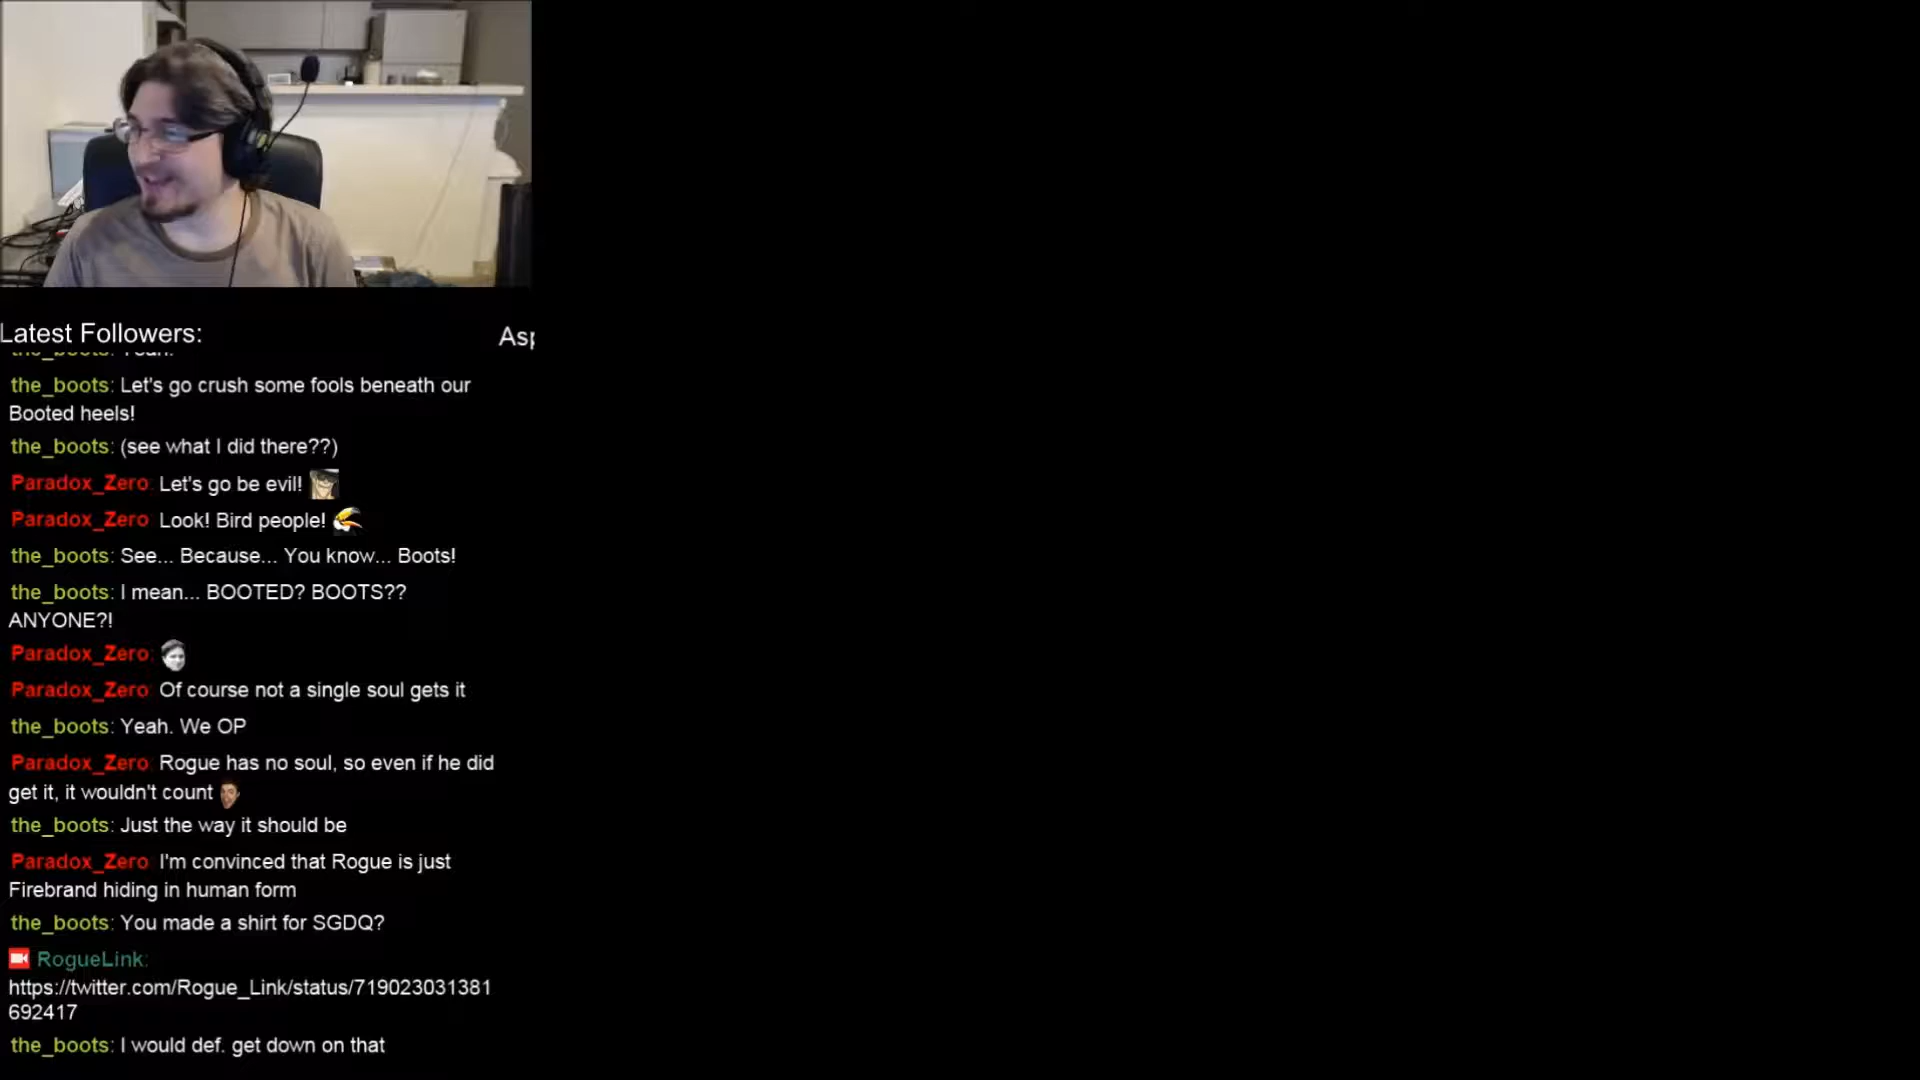 Latest Followers:
Asp
the_boots: Yeah.
the_boots: Let's go crush some fools beneath our
Booted heels!
the_boots: (see what I did there??)
Paradox_Zero: Let's go be evil!
Paradox_Zero: Look! Bird people!
the_boots: See... Because... You know... Boots!
the_boots: I mean... BOOTED? BOOTS??
ANYONE?!
Paradox_Zero:
Paradox_Zero: Of course not a single soul gets it
the_boots: Yeah. We OP
Paradox_Zero: Rogue has no soul, so even if he did
get it, it wouldn't count
the_boots: Just the way it should be
Paradox_Zero: I'm convinced that Rogue is just
Firebrand hiding in human form
the_boots: You made a shirt for SGDQ?
RogueLink:
https://twitter.com/Rogue_Link/status/719023031381
692417
the_boots: I would def. get down on that